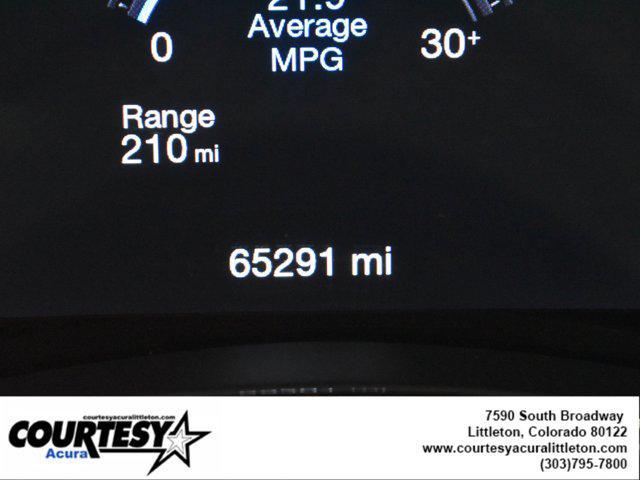 Average
0
30+
MPG
Range
210 mi
65291 mi
courtesyacuralittleton.com
COURTESY
Acura
7590 South Broadway
Littleton, Colorado 80122
www.courtesyacuralittleton.com
(303)795-7800